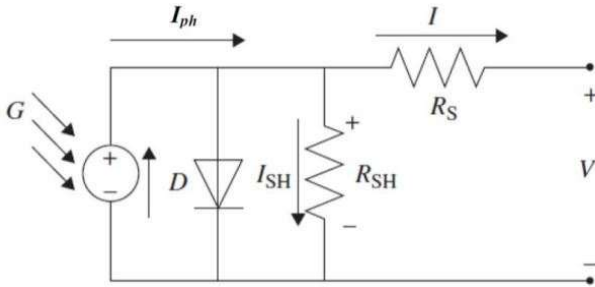 I_ph I
G + − D I_SH + R_SH − R_S + V −